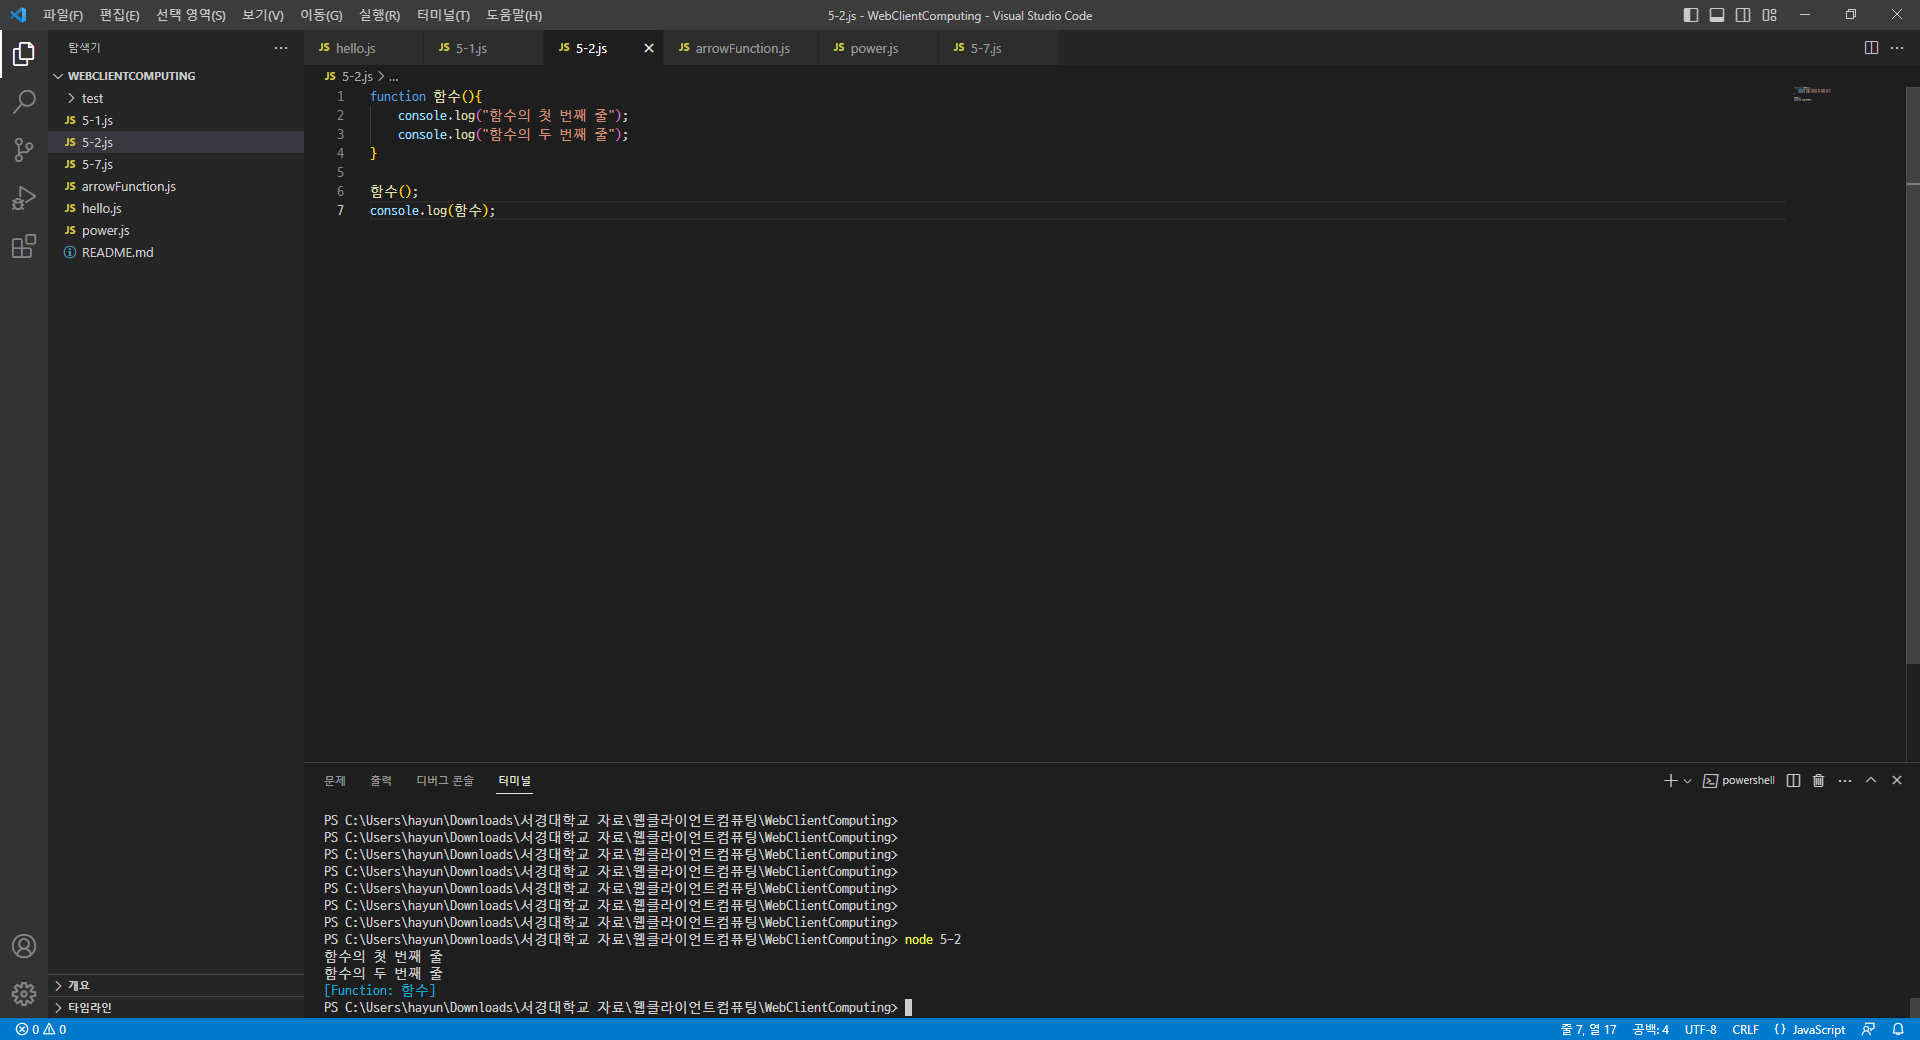 파일(F) 편집(E) 선택 영역(S) 보기(V) 이동(G) 실행(R) 터미널(T) 도움말(H)
5-2.js - WebClientComputing - Visual Studio Code
탐색기
WEBCLIENTCOMPUTING
test
JS 5-1.js
JS 5-2.js
JS 5-7.js
JS arrowFunction.js
JS hello.js
JS power.js
README.md
개요
타임라인
JS hello.js JS 5-1.js JS 5-2.js JS arrowFunction.js JS power.js JS 5-7.js
JS 5-2.js > ...
1 function 함수(){
2 console.log("함수의 첫 번째 줄");
3 console.log("함수의 두 번째 줄");
4 }
5
6 함수();
7 console.log(함수);
문제 출력 디버그 콘솔 터미널
powershell
PS C:\Users\hayun\Downloads\서경대학교 자료\웹클라이언트컴퓨팅\WebClientComputing>
PS C:\Users\hayun\Downloads\서경대학교 자료\웹클라이언트컴퓨팅\WebClientComputing>
PS C:\Users\hayun\Downloads\서경대학교 자료\웹클라이언트컴퓨팅\WebClientComputing>
PS C:\Users\hayun\Downloads\서경대학교 자료\웹클라이언트컴퓨팅\WebClientComputing>
PS C:\Users\hayun\Downloads\서경대학교 자료\웹클라이언트컴퓨팅\WebClientComputing>
PS C:\Users\hayun\Downloads\서경대학교 자료\웹클라이언트컴퓨팅\WebClientComputing>
PS C:\Users\hayun\Downloads\서경대학교 자료\웹클라이언트컴퓨팅\WebClientComputing>
PS C:\Users\hayun\Downloads\서경대학교 자료\웹클라이언트컴퓨팅\WebClientComputing> node 5-2
함수의 첫 번째 줄
함수의 두 번째 줄
[Function: 함수]
PS C:\Users\hayun\Downloads\서경대학교 자료\웹클라이언트컴퓨팅\WebClientComputing>
0 0
줄 7, 열 17 공백: 4 UTF-8 CRLF {} JavaScript